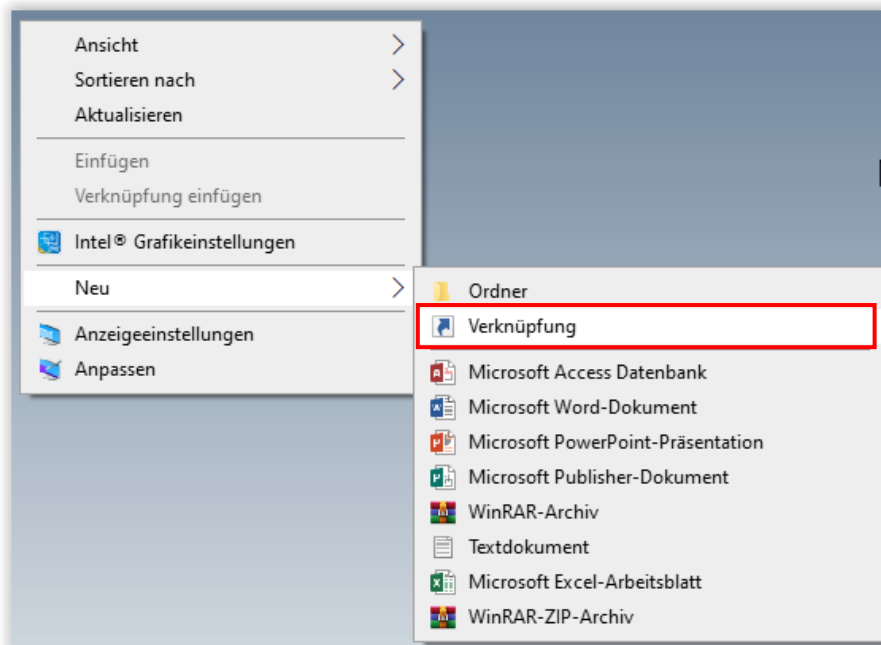 Ansicht
Sortieren nach
Aktualisieren
Einfügen
Verknüpfung einfügen
Intel® Grafikeinstellungen
Neu
Anzeigeeinstellungen
Anpassen
Ordner
Verknüpfung
Microsoft Access Datenbank
Microsoft Word-Dokument
Microsoft PowerPoint-Präsentation
Microsoft Publisher-Dokument
WinRAR-Archiv
Textdokument
Microsoft Excel-Arbeitsblatt
WinRAR-ZIP-Archiv